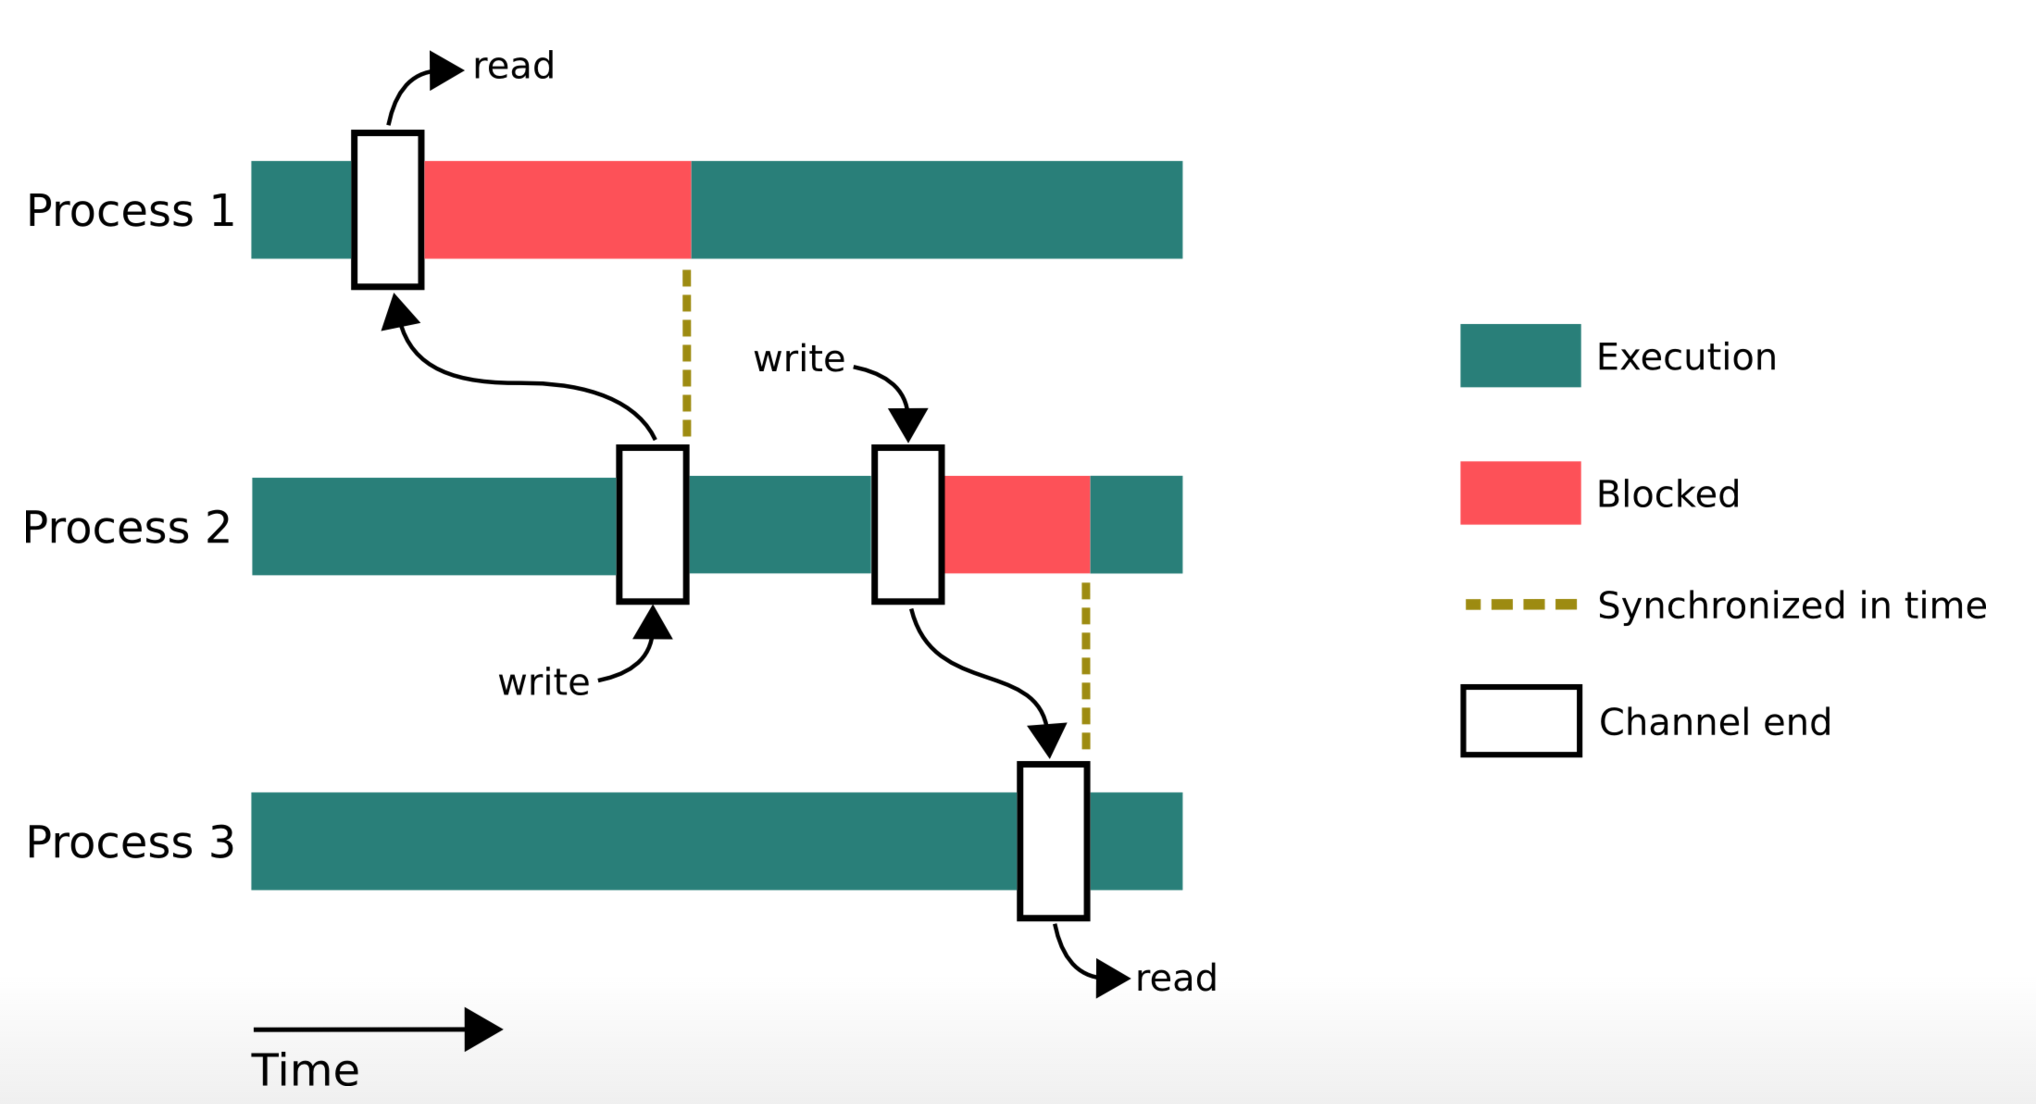 read
Process 1
write
Execution
Blocked
Process 2
Synchronized in time
write
Channel end
Process 3
read
Time